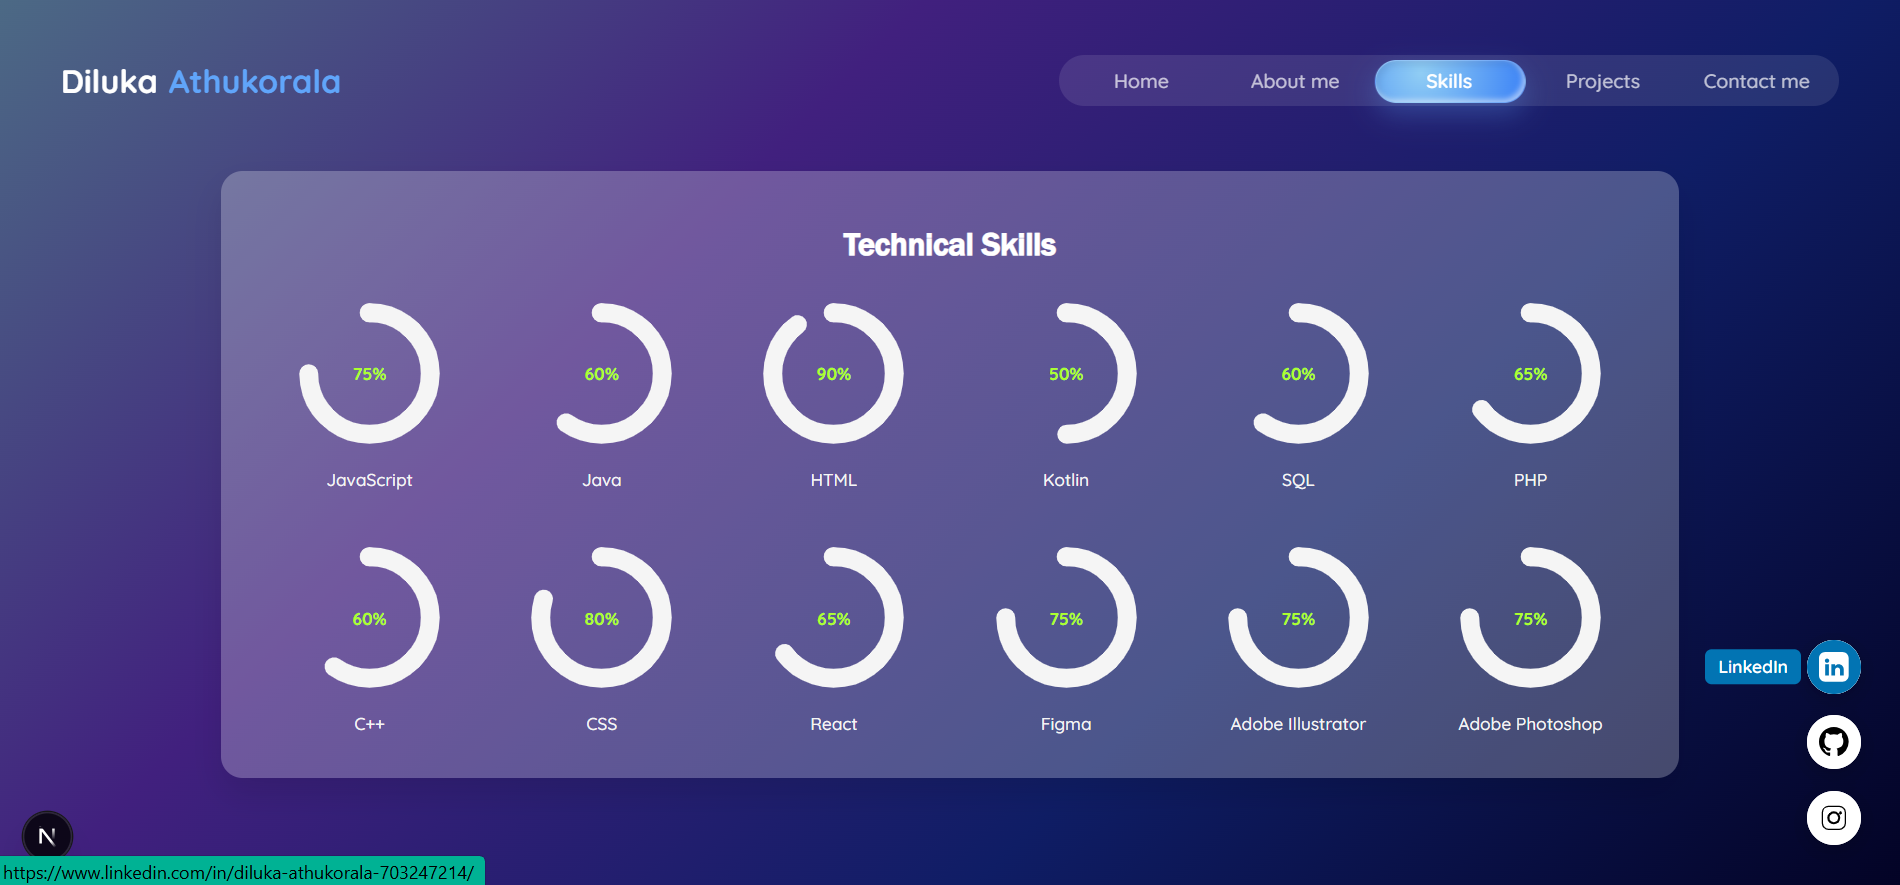 Diluka Athukorala
Home About me Skills Projects Contact me
Technical Skills
75% 60% 90% 50% 60% 65%
JavaScript Java HTML Kotlin SQL PHP
60% 80% 65% 75% 75% 75%
C++ CSS React Figma Adobe Illustrator Adobe Photoshop
LinkedIn in
N
https://www.linkedin.com/in/diluka-athukorala-703247214/